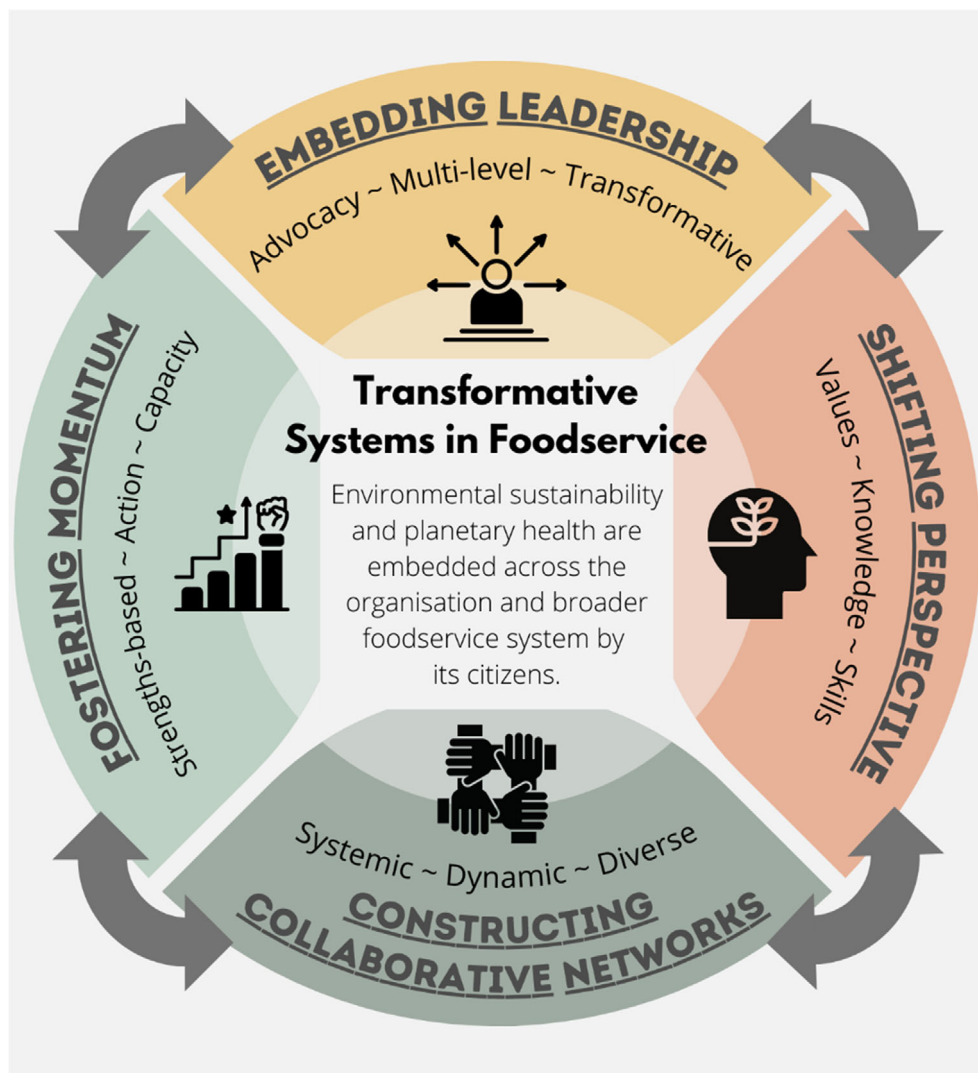 EMBEDDING LEADERSHIP
Advocacy ~ Multi-level ~ Transformative
SHIFTING PERSPECTIVE
Values ~ Knowledge ~ Skills
Transformative
Systems in Foodservice
Environmental sustainability
and planetary health are
embedded across the
organisation and broader
foodservice system by
its citizens.
FOSTERING MOMENTUM
Strengths-based ~ Action ~ Capacity
Systemic ~ Dynamic ~ Diverse
CONSTRUCTING
COLLABORATIVE NETWORKS